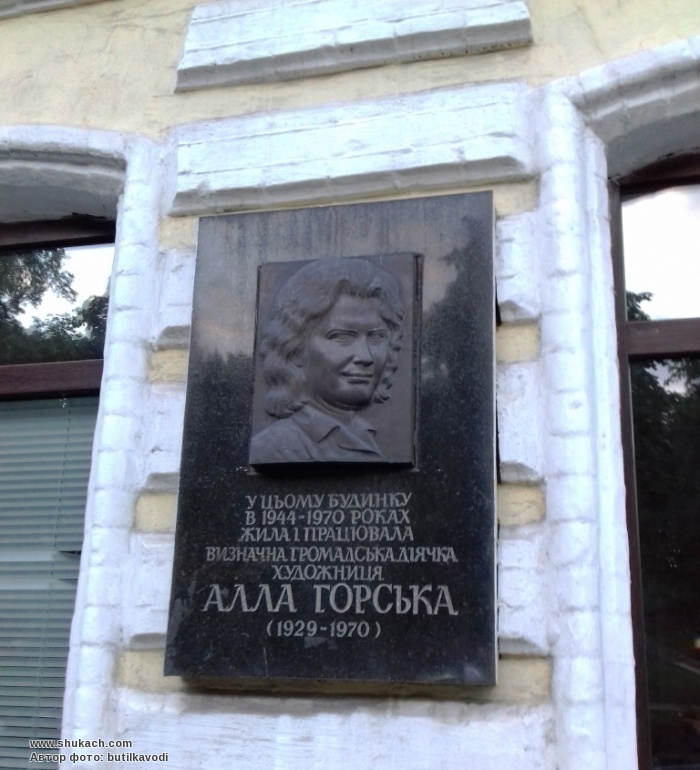 У ЦЬОМУ БУДИНКУ
В 1944-1970 РОКАХ
ЖИЛА І ПРАЦЮВАЛА
ВИЗНАЧНА ГРОМАДСЬКА ДІЯЧКА
ХУДОЖНИЦЯ
АЛЛА ГОРСЬКА
(1929-1970)
www.shukach.com
Автор фото: butilkavodi